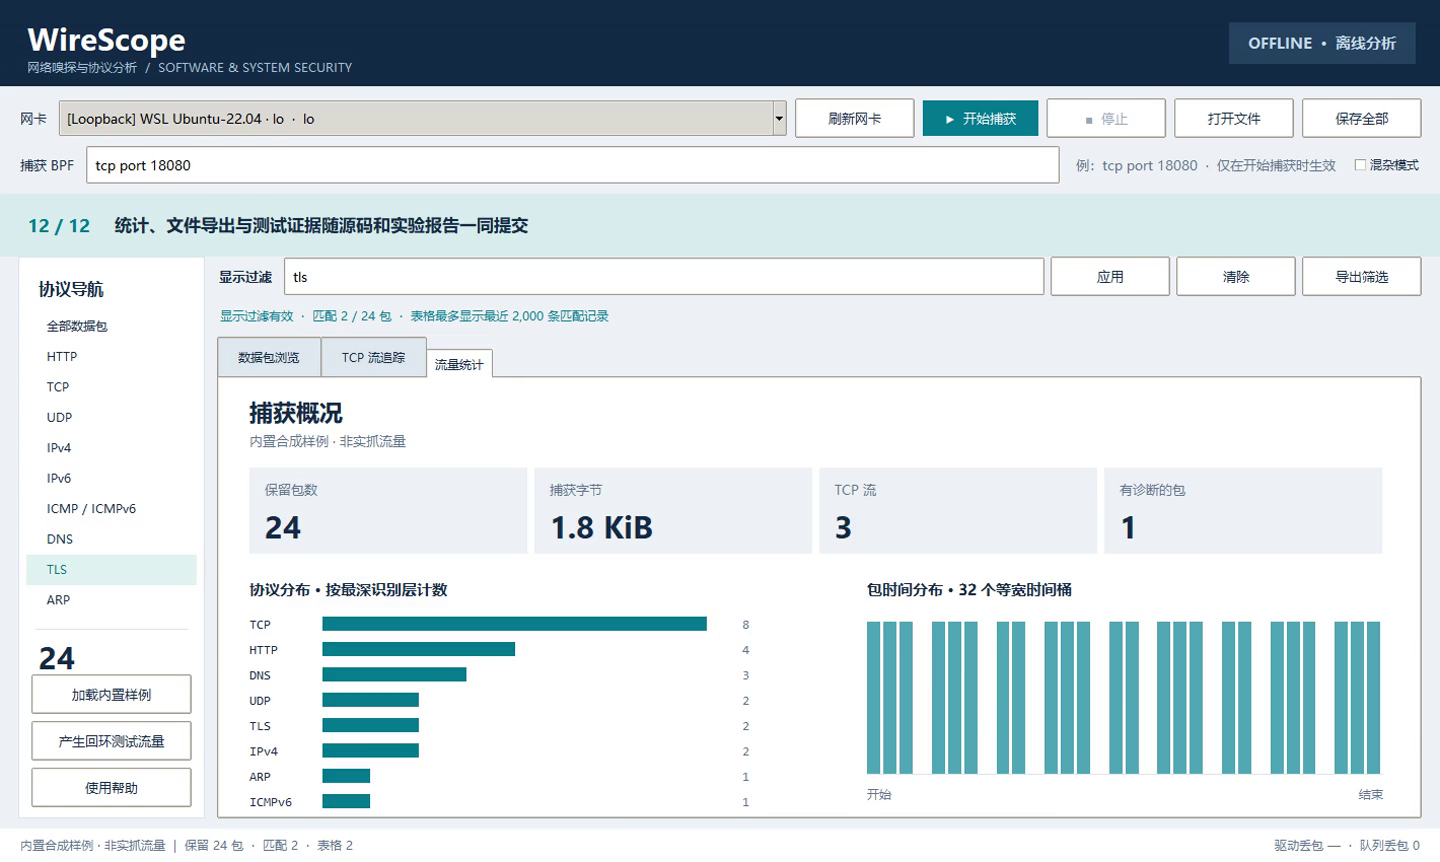 WireScope
网络嗅探与协议分析 / SOFTWARE & SYSTEM SECURITY
OFFLINE • 离线分析
网卡
[Loopback] WSL Ubuntu-22.04 · lo · lo
刷新网卡
▶ 开始捕获
■ 停止
打开文件
保存全部
捕获 BPF
tcp port 18080
例：tcp port 18080 · 仅在开始捕获时生效
混杂模式
12 / 12 统计、文件导出与测试证据随源码和实验报告一同提交
协议导航
全部数据包
HTTP
TCP
UDP
IPv4
IPv6
ICMP / ICMPv6
DNS
TLS
ARP
24
加载内置样例
产生回环测试流量
使用帮助
显示过滤
tls
应用
清除
导出筛选
显示过滤有效 · 匹配 2 / 24 包 · 表格最多显示最近 2,000 条匹配记录
数据包浏览
TCP 流追踪
流量统计
捕获概况
内置合成样例 · 非实抓流量
保留包数
24
捕获字节
1.8 KiB
TCP 流
3
有诊断的包
1
协议分布 • 按最深识别层计数
TCP 8
HTTP 4
DNS 3
UDP 2
TLS 2
IPv4 2
ARP 1
ICMPv6 1
包时间分布 • 32 个等宽时间桶
开始
结束
内置合成样例 · 非实抓流量 | 保留 24 包 · 匹配 2 · 表格 2
驱动丢包 — · 队列丢包 0